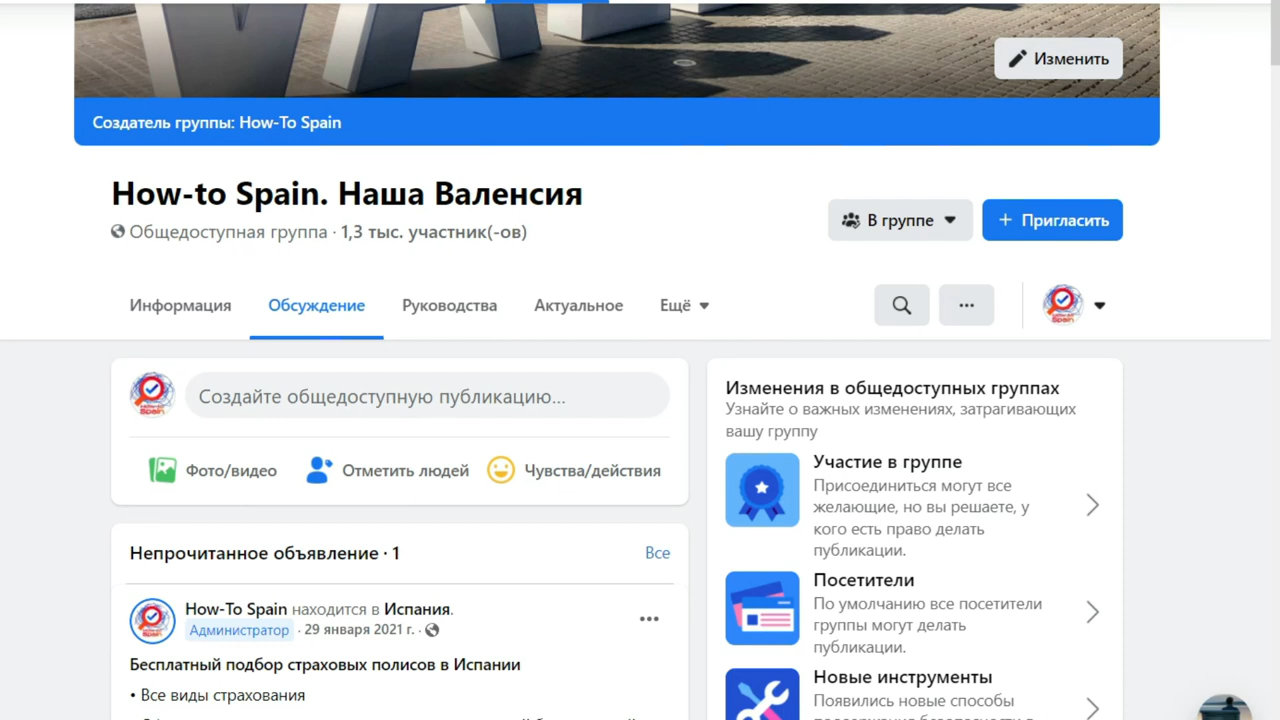 Изменить
Создатель группы: How-To Spain
How-to Spain. Наша Валенсия
Общедоступная группа · 1,3 тыс. участник(-ов)
В группе
+ Пригласить
Информация
Обсуждение
Руководства
Актуальное
Ещё
Создайте общедоступную публикацию...
Фото/видео
Отметить людей
Чувства/действия
Непрочитанное объявление · 1
Все
How-To Spain находится в Испания.
Администратор · 29 января 2021 г. ·
Бесплатный подбор страховых полисов в Испании
• Все виды страхования
Изменения в общедоступных группах
Узнайте о важных изменениях, затрагивающих
вашу группу
Участие в группе
Присоединиться могут все
желающие, но вы решаете, у
кого есть право делать
публикации.
Посетители
По умолчанию все посетители
группы могут делать
публикации.
Новые инструменты
Появились новые способы